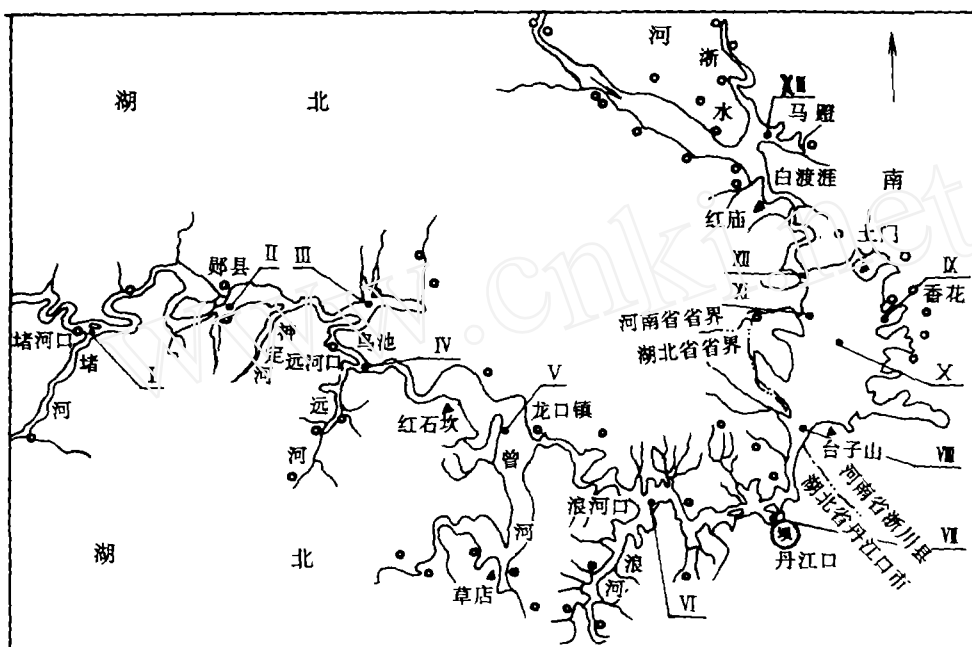 湖
北
河
南
淅
水
XIII
马蹬
白渡涯
红庙
土门
XII
XI
IX
香花
河南省省界
湖北省省界
X
郧县
II
III
堵河口
堵
河
I
河
远河口
远
河
鸟池
IV
红石坎
V
龙口镇
曾
河
台子山
VIII
浪河口
浪
河
VI
坝
丹江口
VII
河南省淅川县
湖北省丹江口市
草店
湖
北
www.cnki.net